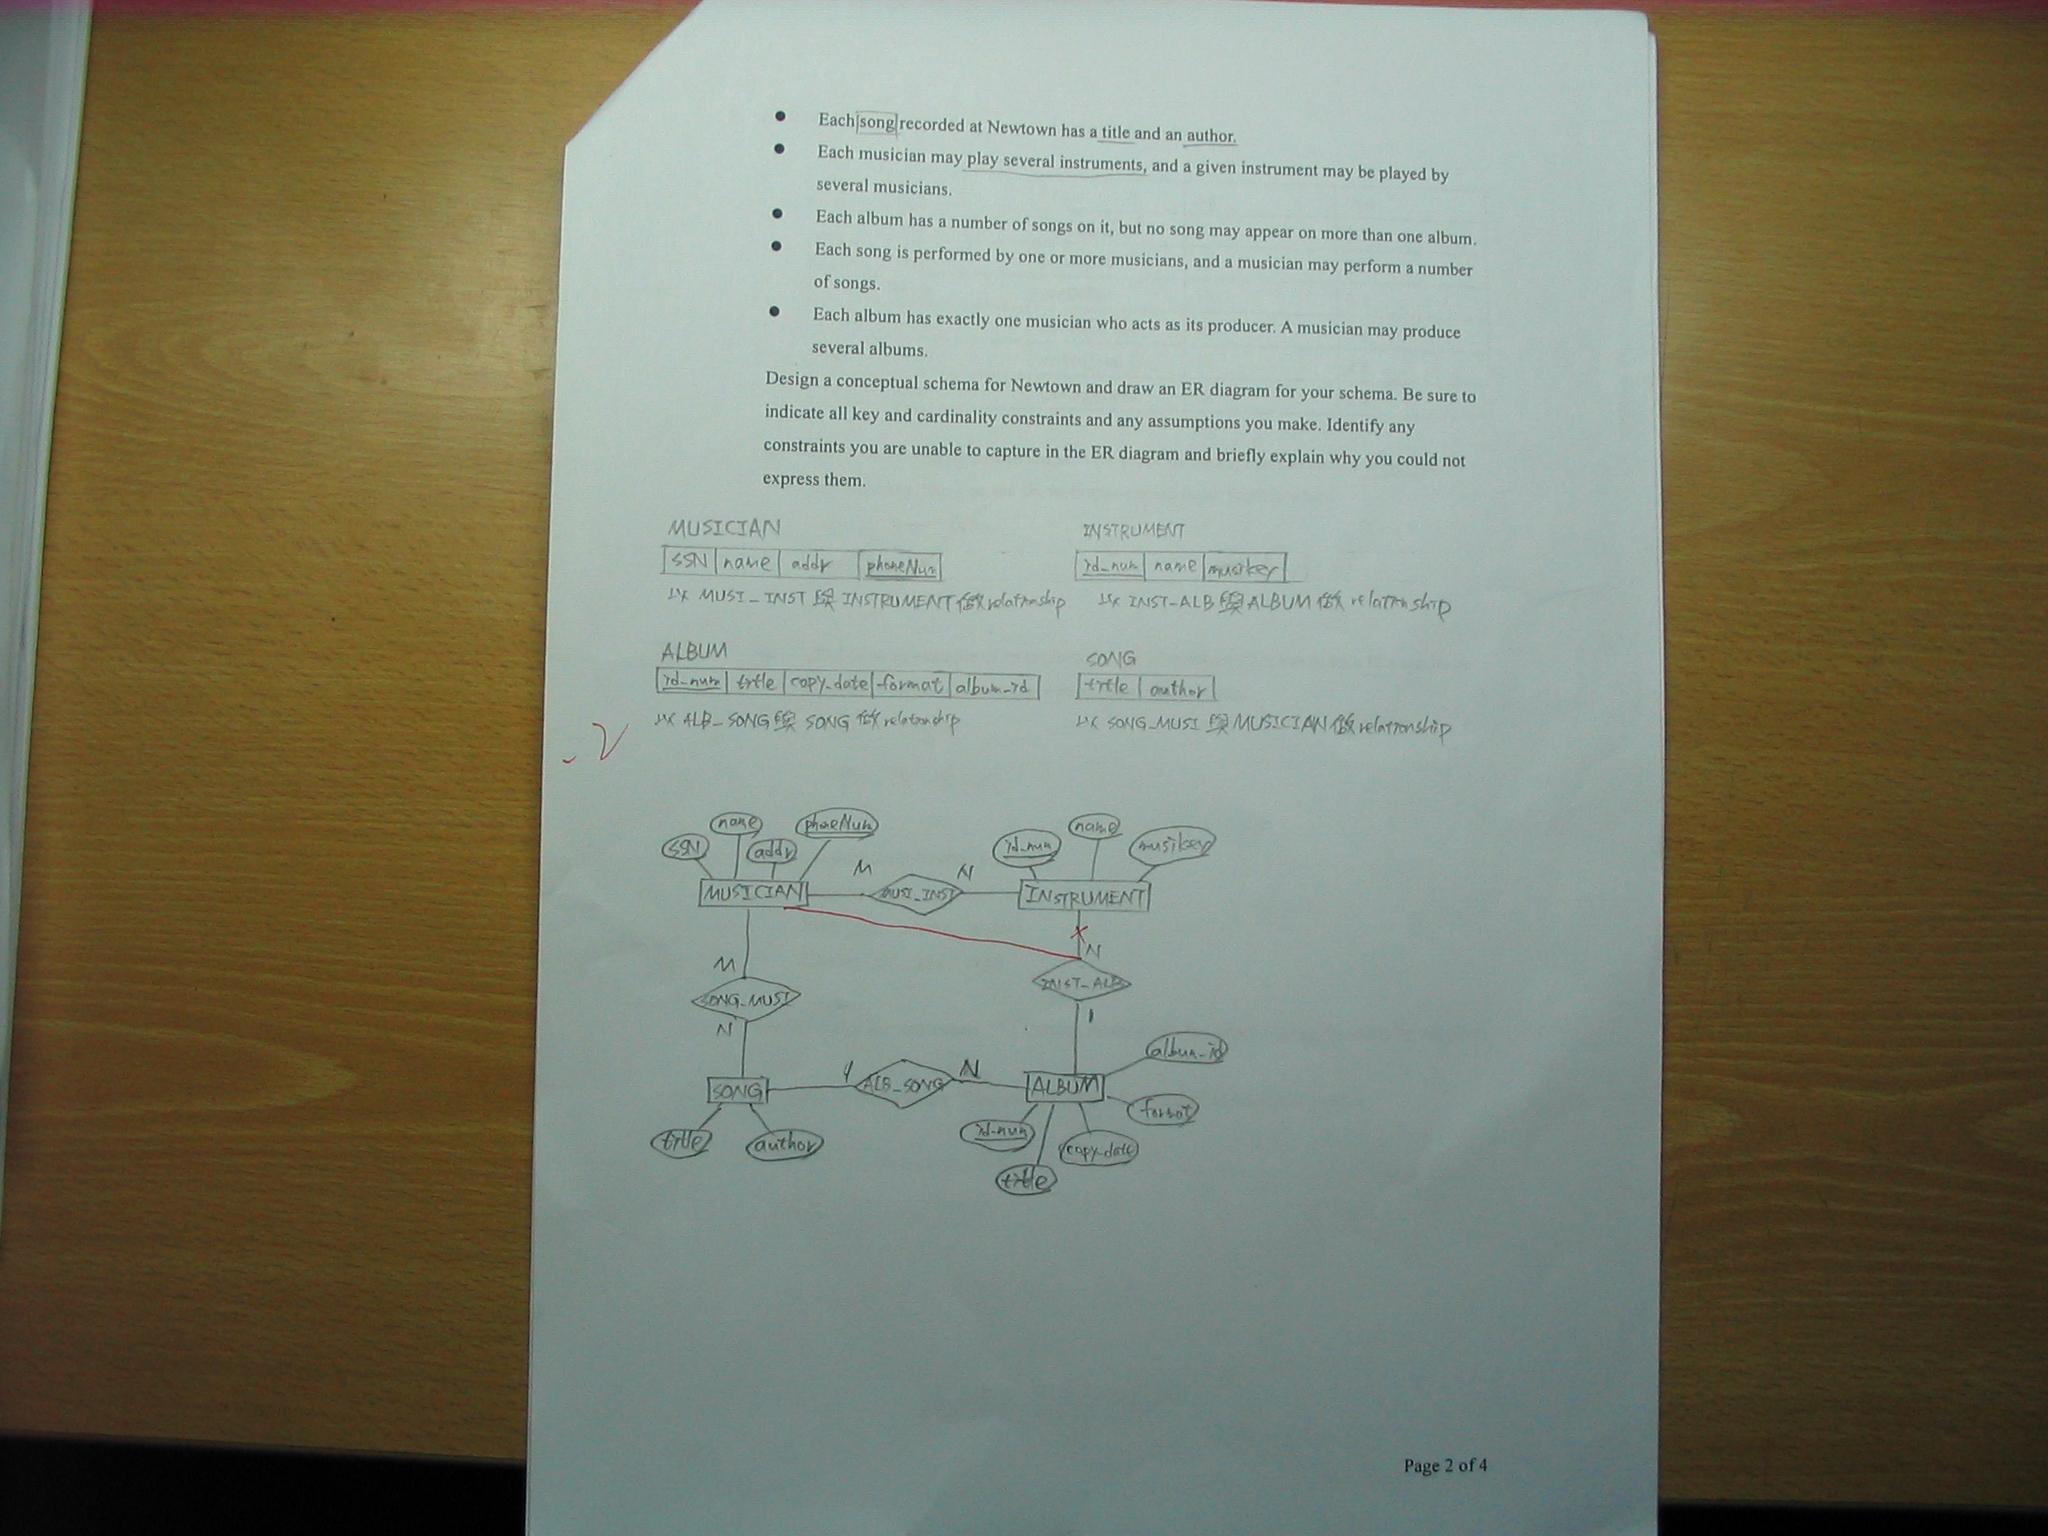 Each song recorded at Newtown has a title and an author.
Each musician may play several instruments, and a given instrument may be played by
several musicians.
Each album has a number of songs on it, but no song may appear on more than one album.
Each song is performed by one or more musicians, and a musician may perform a number
of songs.
Each album has exactly one musician who acts as its producer. A musician may produce
several albums.
Design a conceptual schema for Newtown and draw an ER diagram for your schema. Be sure to
indicate all key and cardinality constraints and any assumptions you make. Identify any
constraints you are unable to capture in the ER diagram and briefly explain why you could not
express them.
MUSICIAN INSTRUMENT
SSN name addr phoneNum id_num name musikey
以 MUSI_INST 與 INSTRUMENT 做 relationship 以 INST-ALB 與 ALBUM 做 relationship
ALBUM SONG
id_num title copy_date format album_id title author
以 ALB_SONG 與 SONG 做 relationship 以 SONG_MUSI 與 MUSICIAN 做 relationship
-2
name phoneNum name
SSN addr id_num musikey
M N
MUSICIAN MUSI_INST INSTRUMENT
M N
SONG_MUSI INST_ALB
N 1
album_id
1 N
SONG ALB_SONG ALBUM
format
title author id_num copy_date
title
Page 2 of 4